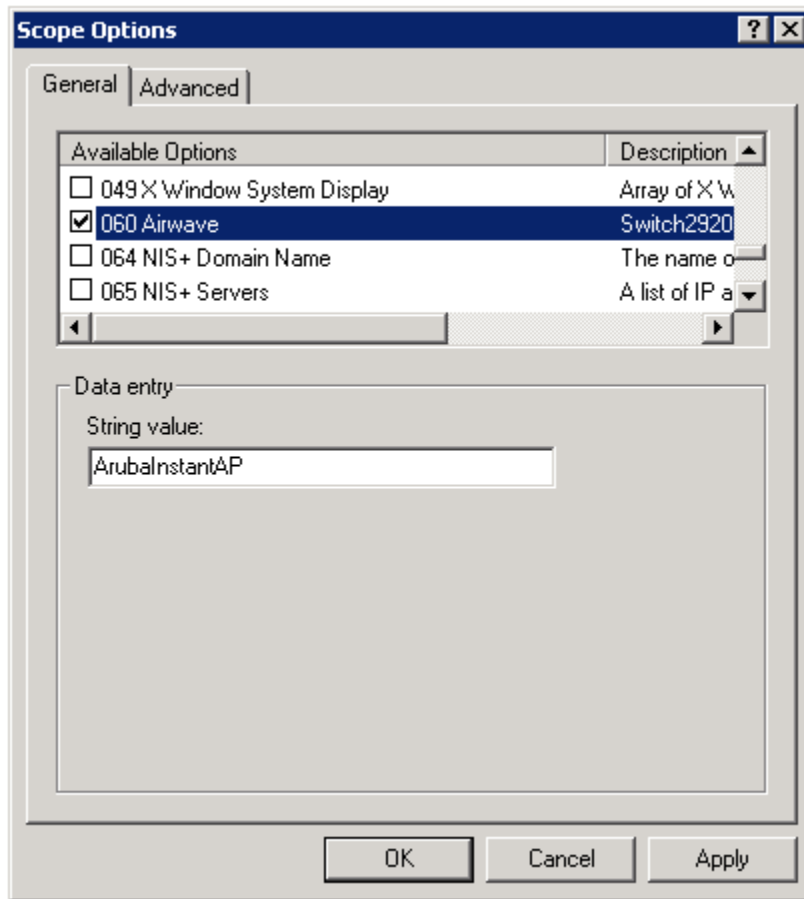 Scope Options
General Advanced
Available Options Description
049 X Window System Display Array of X W
060 Airwave Switch2920
064 NIS+ Domain Name The name o
065 NIS+ Servers A list of IP a
Data entry
String value:
ArubaInstantAP
OK Cancel Apply